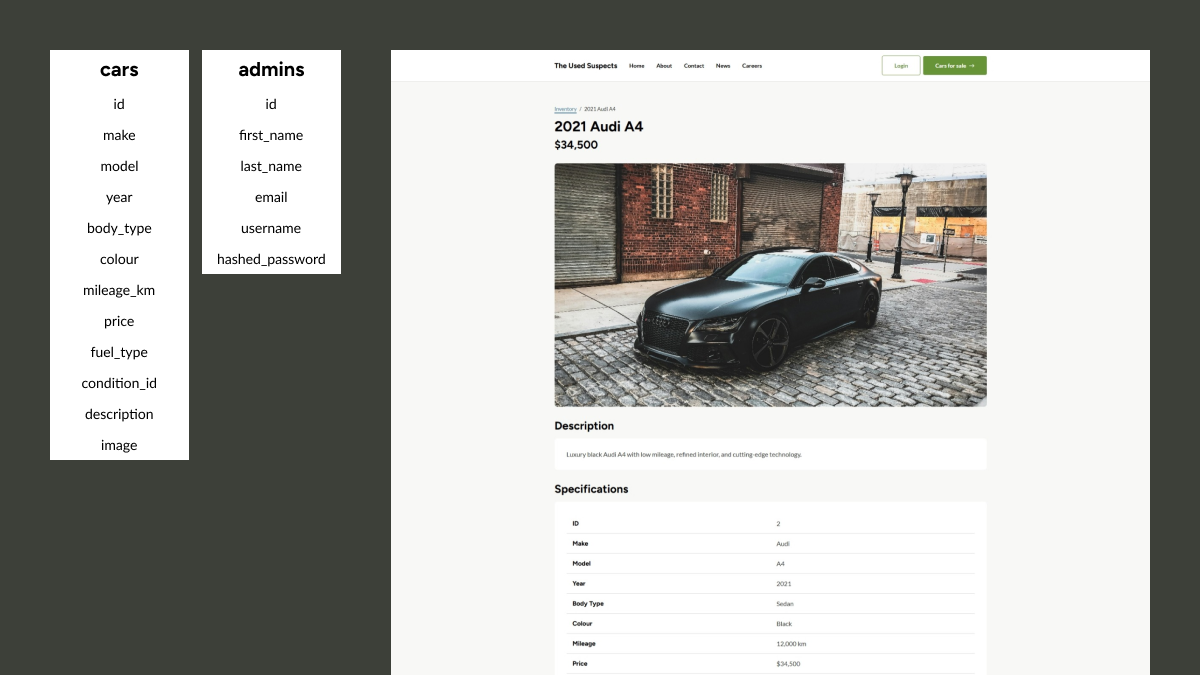 cars
id
make
model
year
body_type
colour
mileage_km
price
fuel_type
condition_id
description
image
admins
id
first_name
last_name
email
username
hashed_password
The Used Suspects Home About Contact News Careers Login Cars for sale →
Inventory / 2021 Audi A4
2021 Audi A4
$34,500
Description
Luxury black Audi A4 with low mileage, refined interior, and cutting-edge technology.
Specifications
ID 2
Make Audi
Model A4
Year 2021
Body Type Sedan
Colour Black
Mileage 12,000 km
Price $34,500